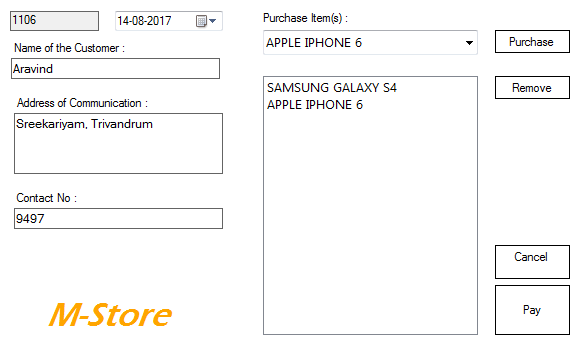 1106
14-08-2017
Name of the Customer :
Aravind
Address of Communication :
Sreekariyam, Trivandrum
Contact No :
9497
M-Store
Purchase Item(s) :
APPLE IPHONE 6
SAMSUNG GALAXY S4
APPLE IPHONE 6
Purchase
Remove
Cancel
Pay